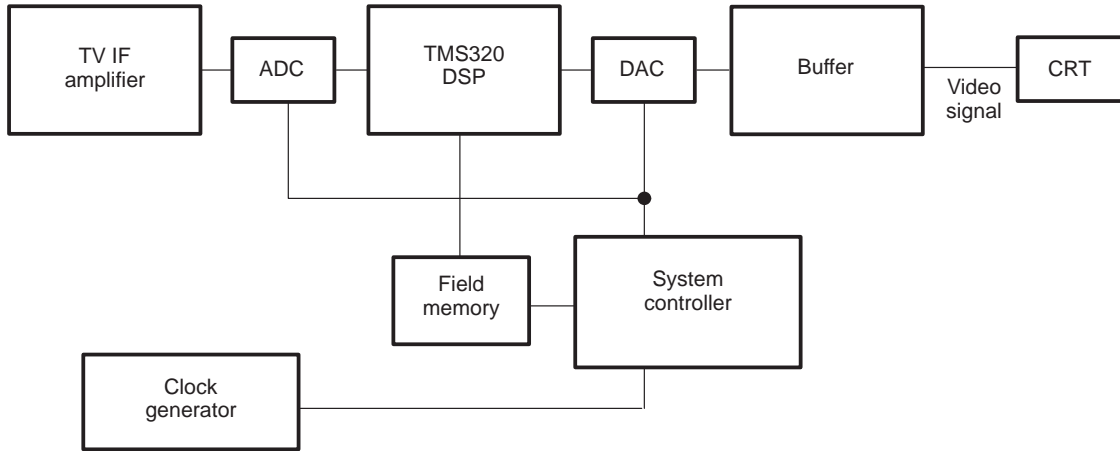 TV IF
amplifier
ADC
TMS320
DSP
DAC
Buffer
Video
signal
CRT
Field
memory
System
controller
Clock
generator